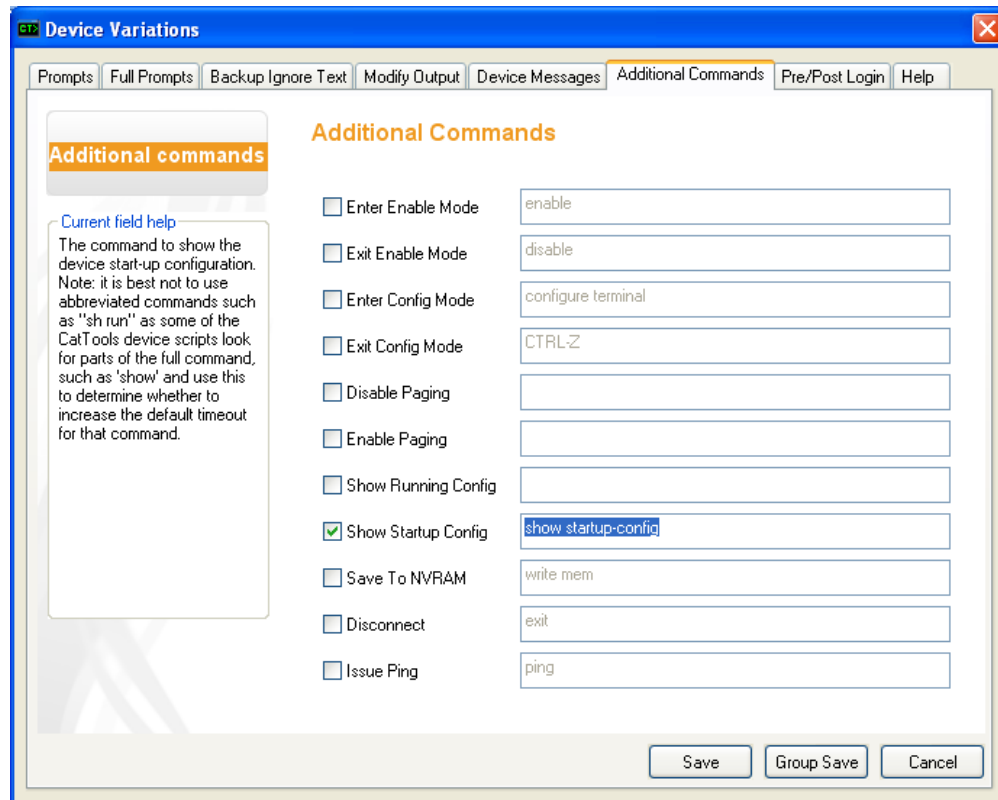 CT>
Device Variations
Prompts
Full Prompts
Backup Ignore Text
Modify Output
Device Messages
Additional Commands
Pre/Post Login
Help
Additional commands
Current field help
The command to show the
device start-up configuration.
Note: it is best not to use
abbreviated commands such
as "sh run" as some of the
CatTools device scripts look
for parts of the full command,
such as 'show' and use this
to determine whether to
increase the default timeout
for that command.
Additional Commands
Enter Enable Mode
enable
Exit Enable Mode
disable
Enter Config Mode
configure terminal
Exit Config Mode
CTRL-Z
Disable Paging
Enable Paging
Show Running Config
Show Startup Config
show startup-config
Save To NVRAM
write mem
Disconnect
exit
Issue Ping
ping
Save
Group Save
Cancel